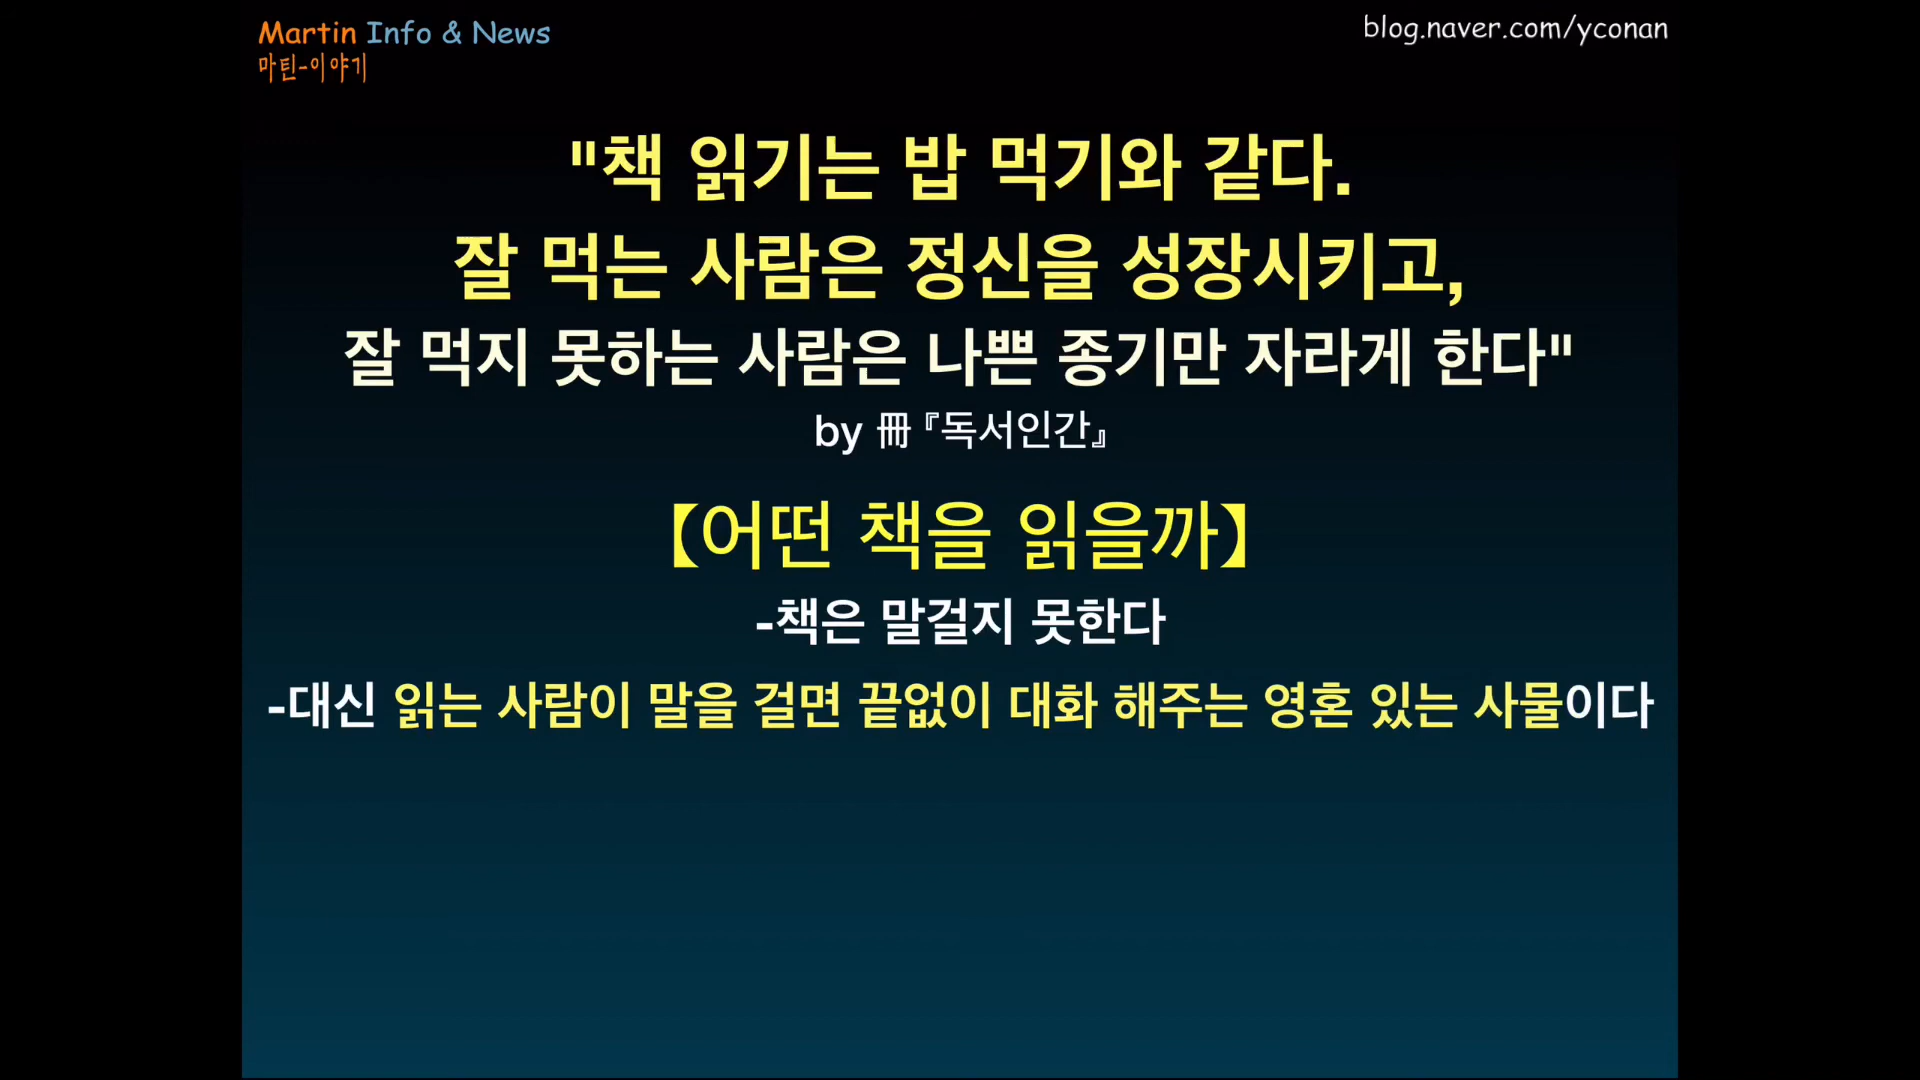 Martin Info & News
마틴-이야기
blog.naver.com/yconan
"책 읽기는 밥 먹기와 같다.
잘 먹는 사람은 정신을 성장시키고,
잘 먹지 못하는 사람은 나쁜 종기만 자라게 한다"
by 冊『독서인간』
【어떤 책을 읽을까】
-책은 말걸지 못한다
-대신 읽는 사람이 말을 걸면 끝없이 대화 해주는 영혼 있는 사물이다